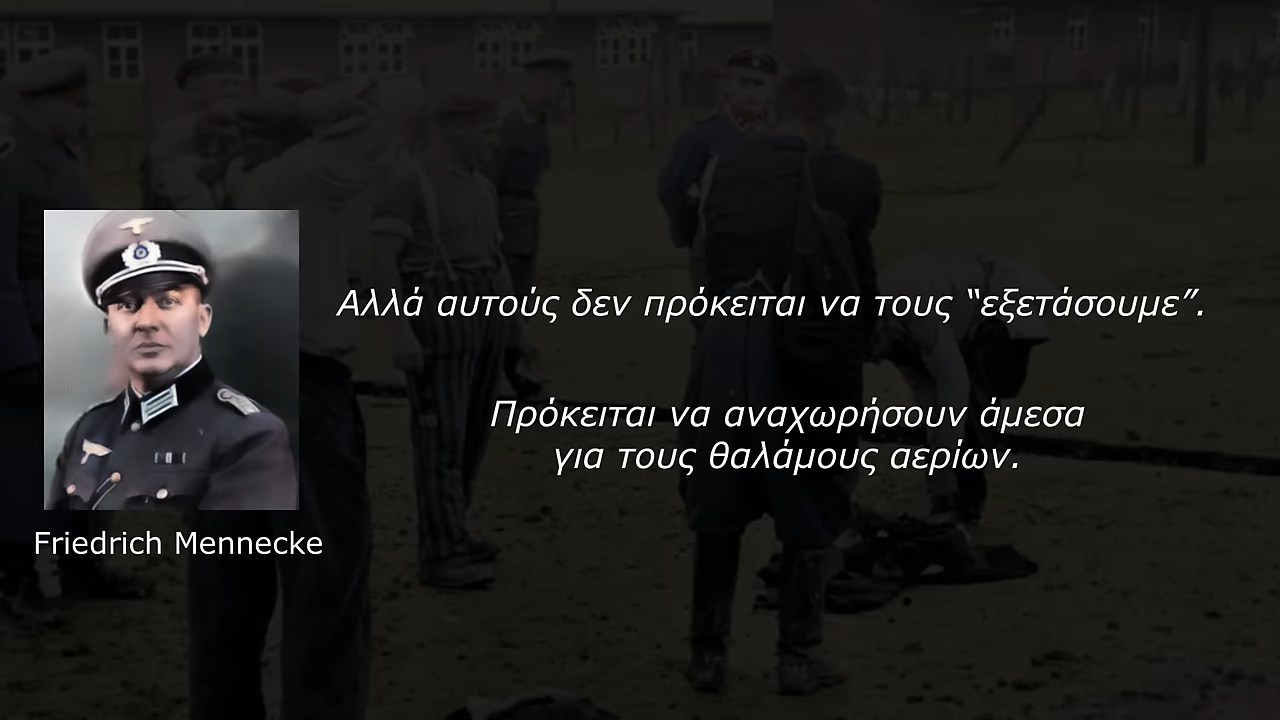 Αλλά αυτούς δεν πρόκειται να τους “εξετάσουμε”.
Πρόκειται να αναχωρήσουν άμεσα
για τους θαλάμους αερίων.
Friedrich Mennecke